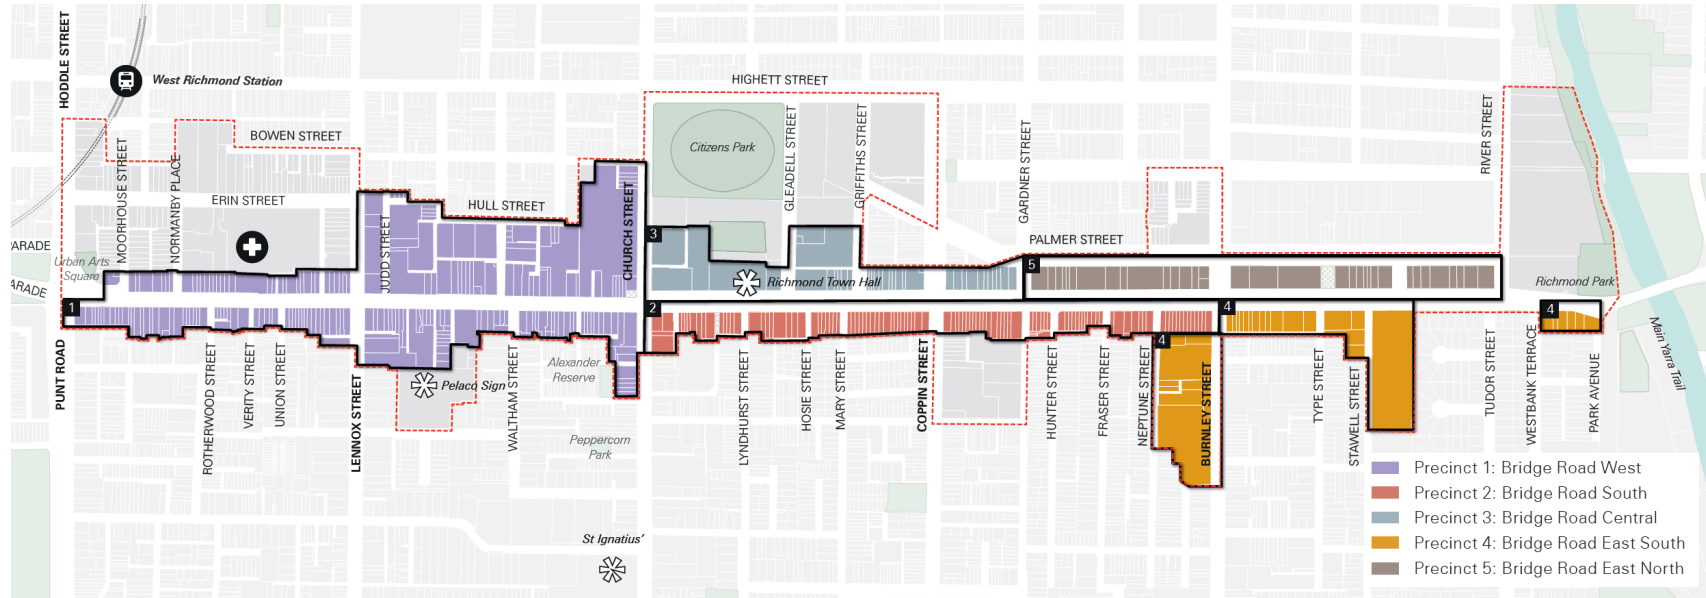 HODDLE STREET
West Richmond Station
HIGHETT STREET
BOWEN STREET
MOORHOUSE STREET
NORMANBY PLACE
ERIN STREET
HULL STREET
JUDD STREET
CHURCH STREET
Citizens Park
GLEADELL STREET
GRIFFITHS STREET
GARDNER STREET
PALMER STREET
RIVER STREET
PARADE
Urban Arts
Square
ARADE
3
Richmond Town Hall
5
Richmond Park
1
2
4
4
4
PUNT ROAD
ROTHERWOOD STREET
VERITY STREET
UNION STREET
LENNOX STREET
Pelaco Sign
WALTHAM STREET
Alexander
Reserve
Peppercorn
Park
LYNDHURST STREET
HOSIE STREET
MARY STREET
COPPIN STREET
HUNTER STREET
FRASER STREET
NEPTUNE STREET
BURNLEY STREET
TYPE STREET
STAWELL STREET
TUDOR STREET
WESTBANK TERRACE
PARK AVENUE
Main Yarra Trail
St Ignatius'
Precinct 1: Bridge Road West
Precinct 2: Bridge Road South
Precinct 3: Bridge Road Central
Precinct 4: Bridge Road East South
Precinct 5: Bridge Road East North